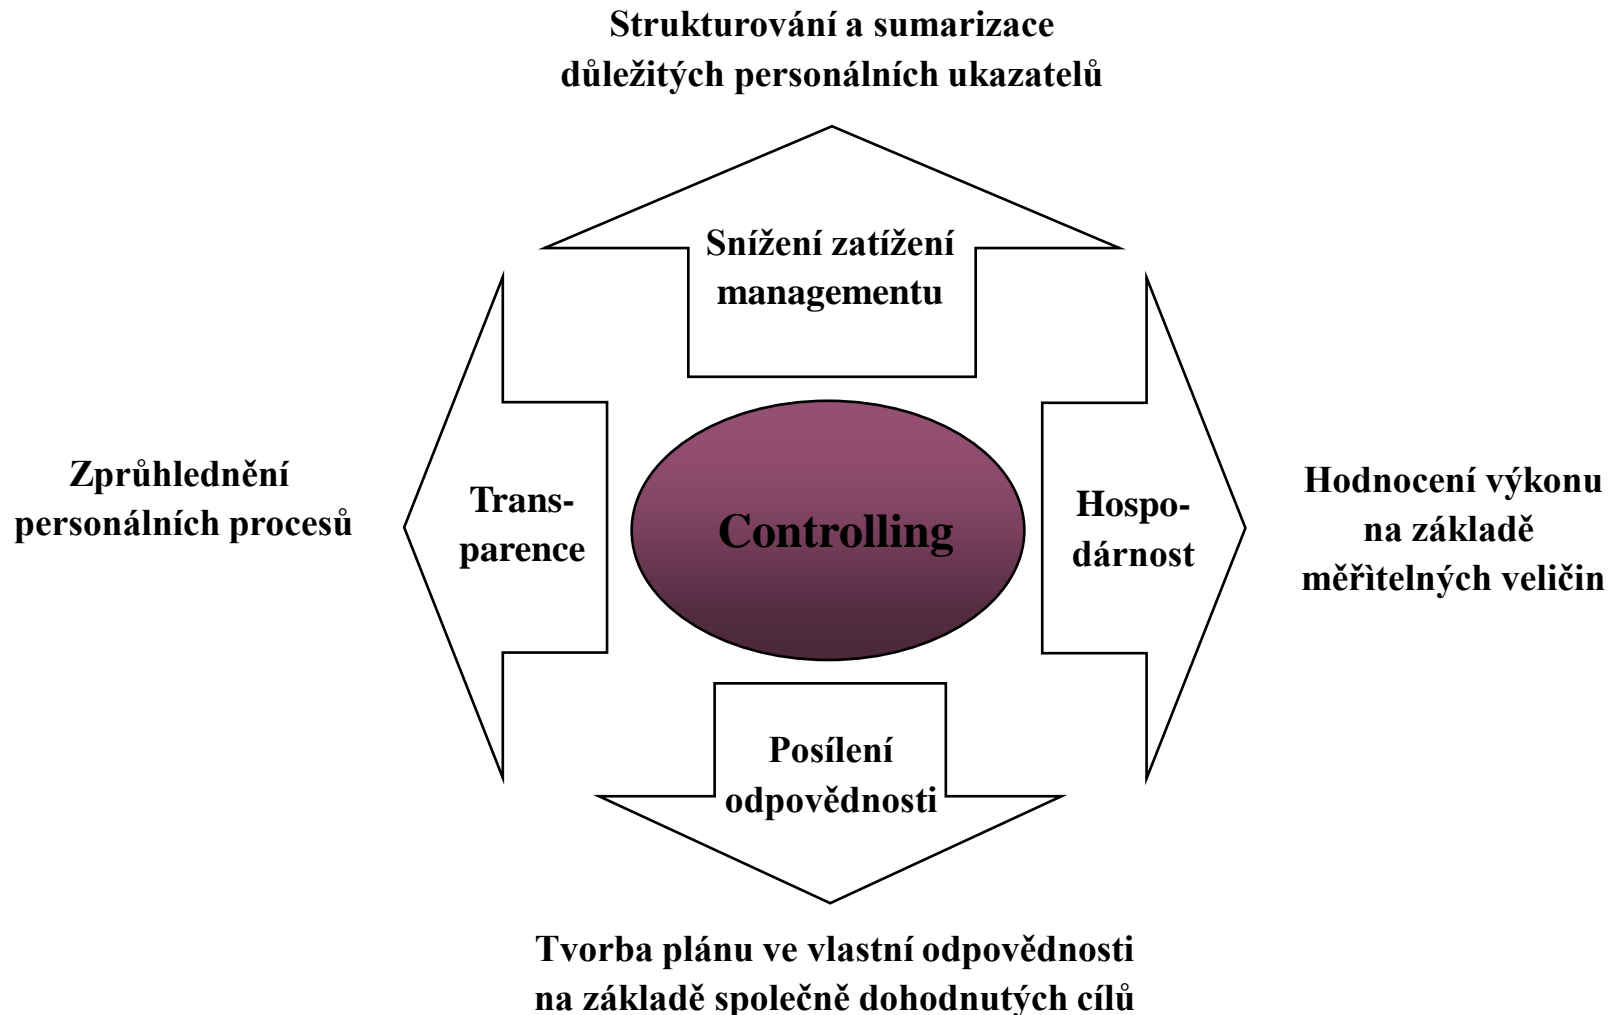 Strukturování a sumarizace
důležitých personálních ukazatelů
Snížení zatížení
managementu
Zprůhlednění
personálních procesů
Trans-
parence
Controlling
Hospo-
dárnost
Hodnocení výkonu
na základě
měřìtelných veličin
Posílení
odpovědnosti
Tvorba plánu ve vlastní odpovědnosti
na základě společně dohodnutých cílů